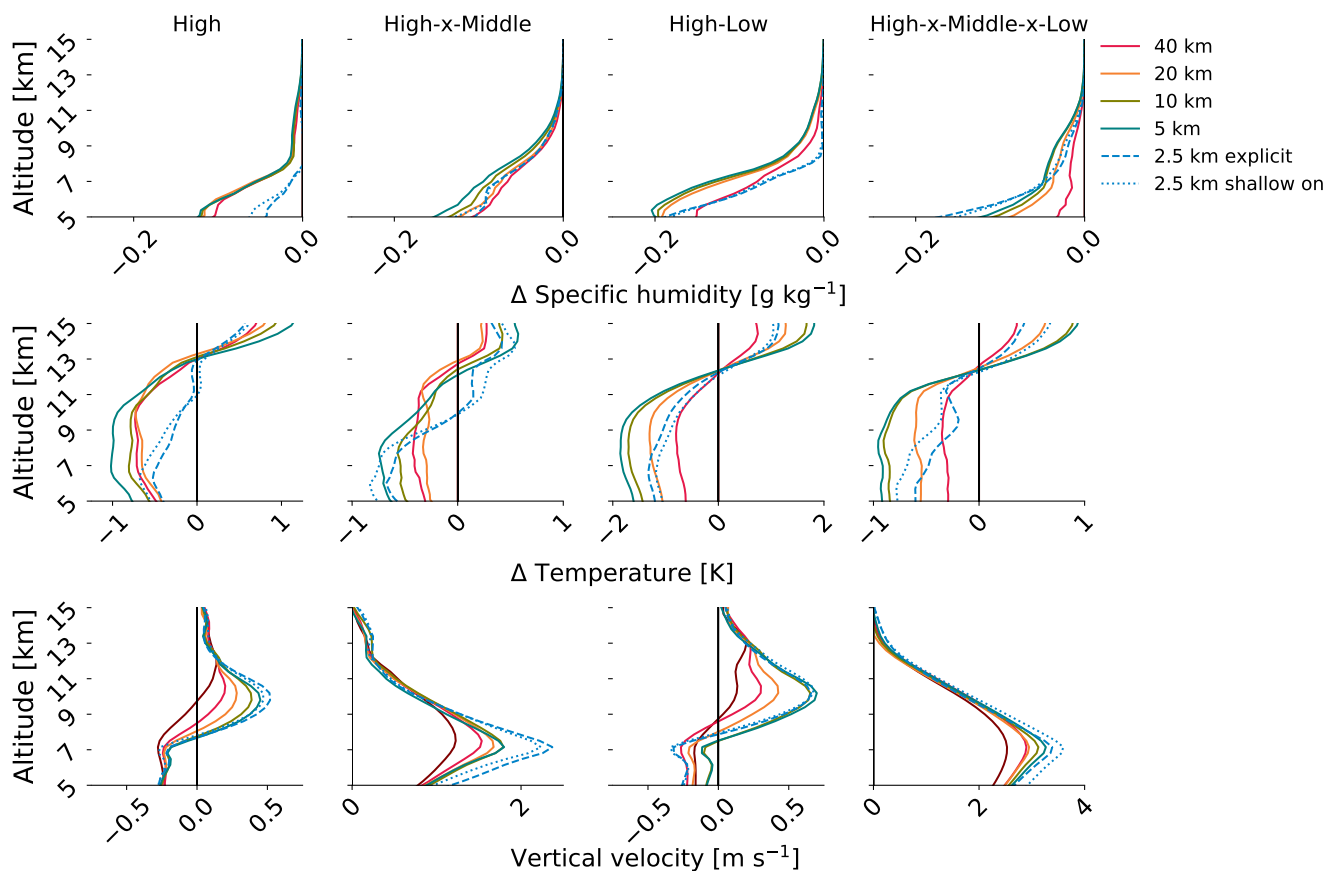 High High-x-Middle High-Low High-x-Middle-x-Low
Altitude [km]
15
13
11
9
7
5
−0.2 0.0 −0.2 0.0 −0.2 0.0 −0.2 0.0
Δ Specific humidity [g kg−1]
40 km
20 km
10 km
5 km
2.5 km explicit
2.5 km shallow on
Altitude [km]
15
13
11
9
7
5
−1 0 1 −1 0 1 −2 0 2 −1 0 1
Δ Temperature [K]
Altitude [km]
15
13
11
9
7
5
−0.5 0.0 0.5 0 2 −0.5 0.0 0.5 0 2 4
Vertical velocity [m s−1]